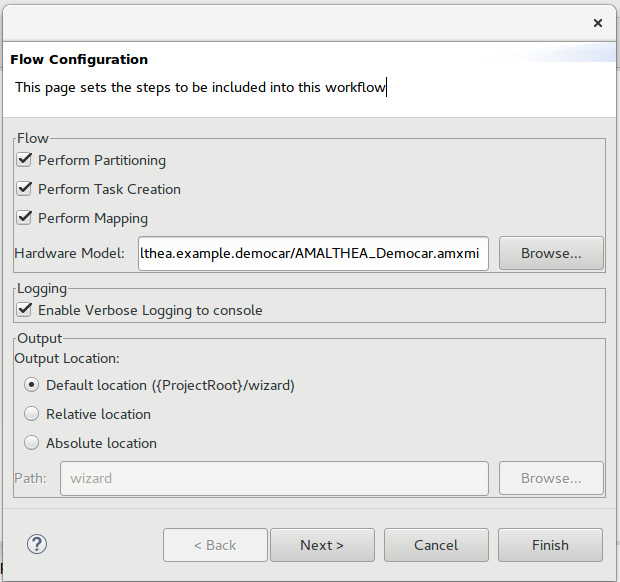 Flow Configuration
This page sets the steps to be included into this workflow
Flow
Perform Partitioning
Perform Task Creation
Perform Mapping
Hardware Model: lthea.example.democar/AMALTHEA_Democar.amxmi Browse...
Logging
Enable Verbose Logging to console
Output
Output Location:
Default location ({ProjectRoot}/wizard)
Relative location
Absolute location
Path: wizard Browse...
? < Back Next > Cancel Finish